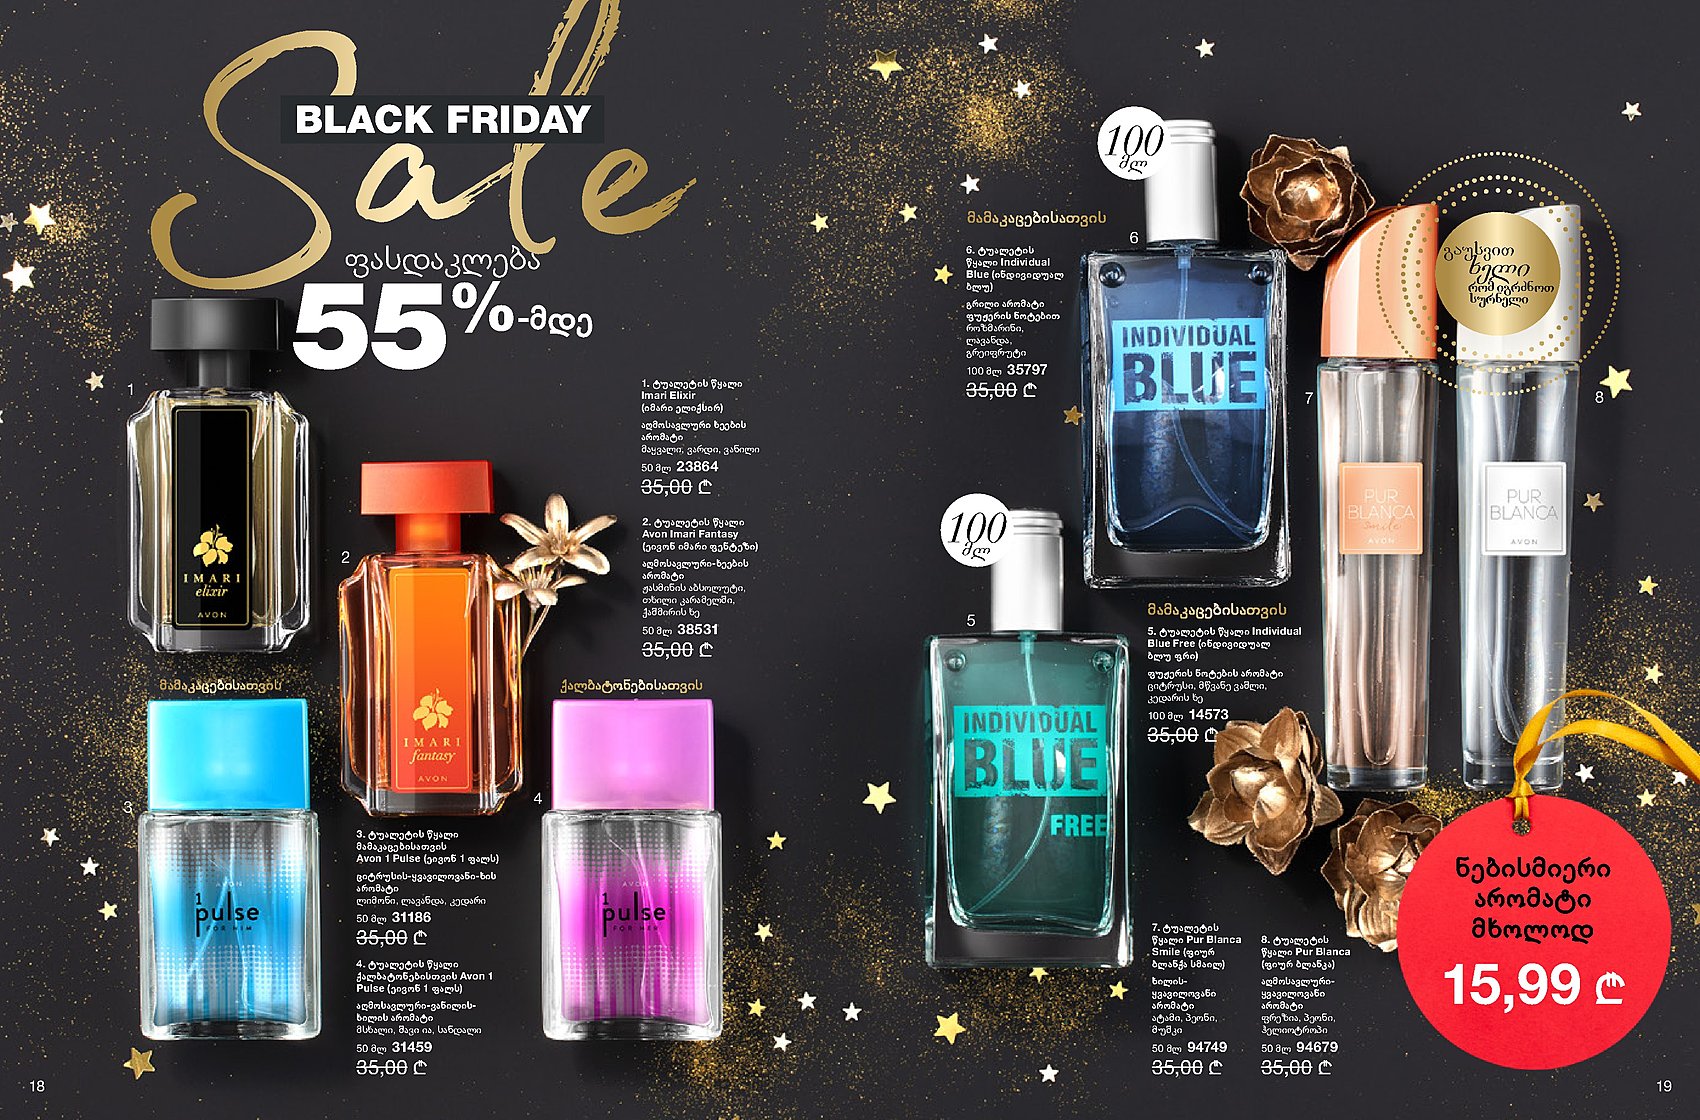 Sale
BLACK FRIDAY
ფასდაკლება
55%-მდე
1
IMARI
elixir
AVON
1. ტუალეტის წყალი
Imari Elixir
(იმარი ელიქსირ)
აღმოსავლური ხეების
არომატი
მაყვალი, ვარდი, ვანილი
50 მლ 23864
35,00 ₾
2
IMARI
fantasy
AVON
2. ტუალეტის წყალი
Avon Imari Fantasy
(ეივონ იმარი ფენტეზი)
აღმოსავლური-ხეების
არომატი
ჟასმინის აბსოლუტი,
თხილი კარამელში,
ქაშმირის ხე
50 მლ 38531
35,00 ₾
მამაკაცებისათვის
3
AVON
1 pulse
FOR HIM
3. ტუალეტის წყალი
მამაკაცებისათვის
Avon 1 Pulse (ეივონ 1 ფალს)
ციტრუსის-ყვავილოვანი-ხის
არომატი
ლიმონი, ლავანდა, კედარი
50 მლ 31186
35,00 ₾
ქალბატონებისათვის
4
AVON
1 pulse
FOR HER
4. ტუალეტის წყალი
ქალბატონებისთვის Avon 1
Pulse (ეივონ 1 ფალს)
აღმოსავლური-ვანილის-
ხილის არომატი
მსხალი, შავი ია, სანდალი
50 მლ 31459
35,00 ₾
18
100
მლ
მამაკაცებისათვის
6
6. ტუალეტის
წყალი Individual
Blue (ინდივიდუალ
ბლუ)
გრილი არომატი
ფუჟერის ნოტებით
როზმარინი,
ლავანდა,
გრეიფრუტი
100 მლ 35797
35,00 ₾
INDIVIDUAL
BLUE
100
მლ
5
INDIVIDUAL
BLUE
FREE
მამაკაცებისათვის
5. ტუალეტის წყალი Individual
Blue Free (ინდივიდუალ
ბლუ ფრი)
ფუჟერის ნოტების არომატი
ციტრუსი, მწვანე ვაშლი,
კედარის ხე
100 მლ 14573
35,00 ₾
გაუსვით
ხელი
რომ იგრძნოთ
სურნელი
7
PUR
BLANCA
Smile
AVON
8
PUR
BLANCA
AVON
7. ტუალეტის
წყალი Pur Blanca
Smile (ფიურ
ბლანქა სმაილ)
ხილის-
ყვავილოვანი
არომატი
ატამი, პეონი,
მუშკი
50 მლ 94749
35,00 ₾
8. ტუალეტის
წყალი Pur Blanca
(ფიურ ბლანკა)
აღმოსავლური-
ყვავილოვანი
არომატი
ფრეზია, პეონი,
ჰელიოტროპი
50 მლ 94679
35,00 ₾
ნებისმიერი
არომატი
მხოლოდ
15,99 ₾
19